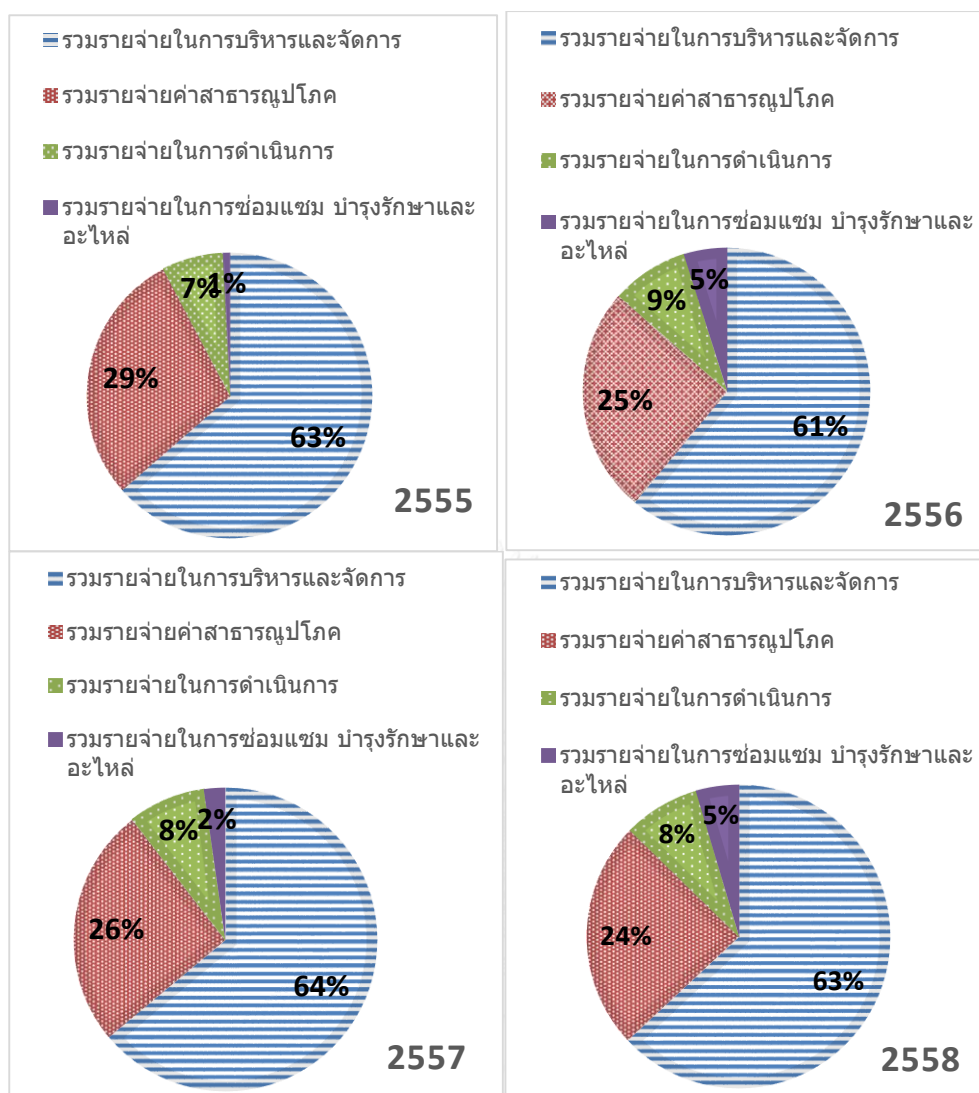 รวมรายจ่ายในการบริหารและจัดการ
รวมรายจ่ายค่าสาธารณูปโภค
รวมรายจ่ายในการดำเนินการ
รวมรายจ่ายในการซ่อมแซม บำรุงรักษาและ
อะไหล่
7%
1%
29%
63%
2555
รวมรายจ่ายในการบริหารและจัดการ
รวมรายจ่ายค่าสาธารณูปโภค
รวมรายจ่ายในการดำเนินการ
รวมรายจ่ายในการซ่อมแซม บำรุงรักษาและ
อะไหล่
5%
9%
25%
61%
2556
รวมรายจ่ายในการบริหารและจัดการ
รวมรายจ่ายค่าสาธารณูปโภค
รวมรายจ่ายในการดำเนินการ
รวมรายจ่ายในการซ่อมแซม บำรุงรักษาและ
อะไหล่
8%
2%
26%
64%
2557
รวมรายจ่ายในการบริหารและจัดการ
รวมรายจ่ายค่าสาธารณูปโภค
รวมรายจ่ายในการดำเนินการ
รวมรายจ่ายในการซ่อมแซม บำรุงรักษาและ
อะไหล่
5%
8%
24%
63%
2558